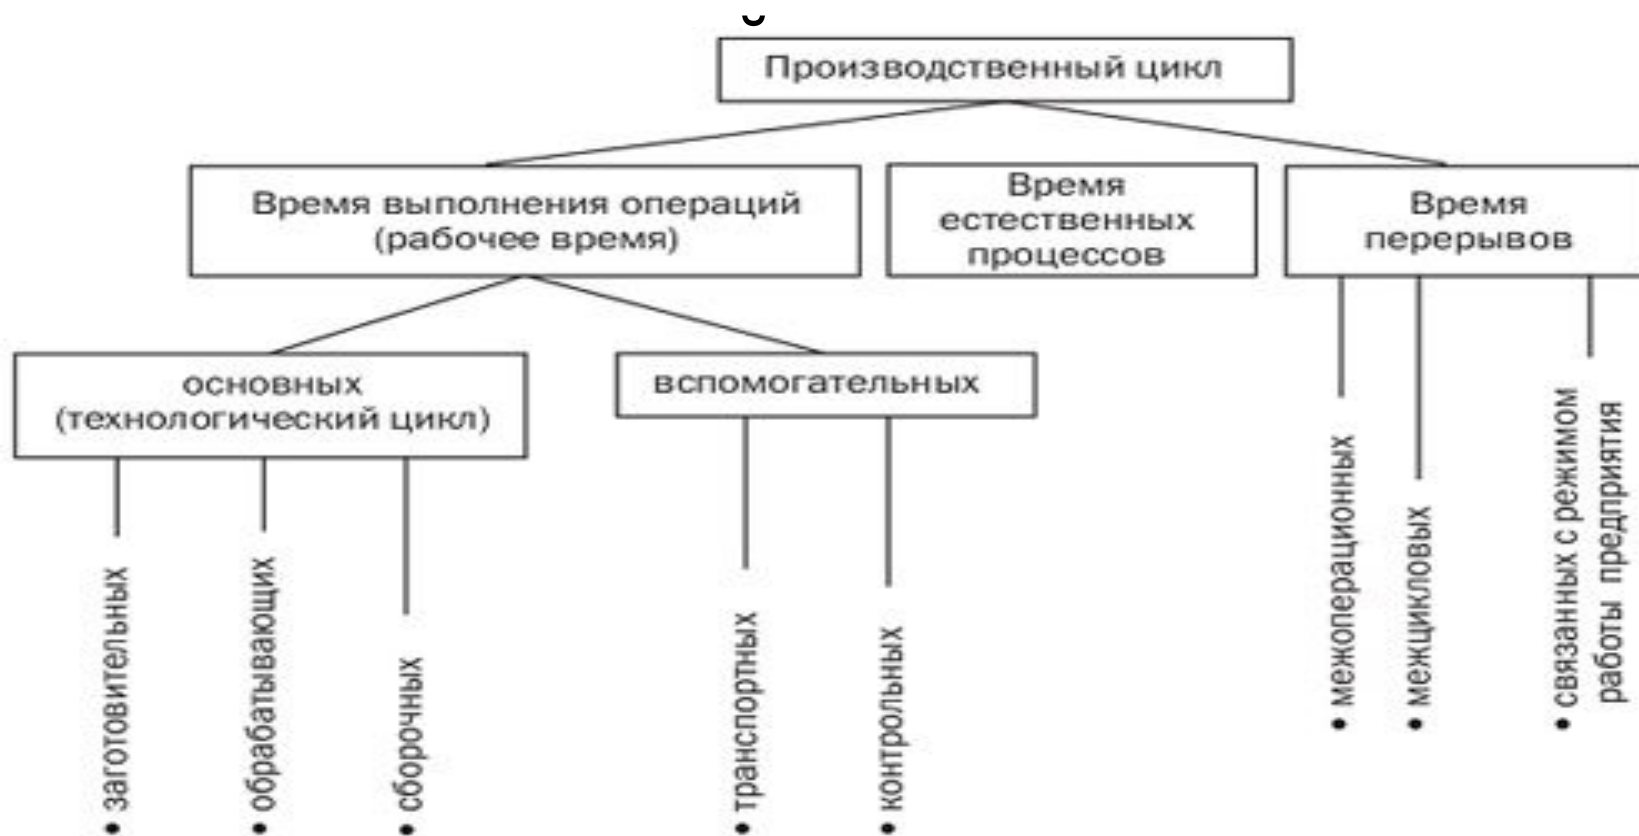 Производственный цикл
Время выполнения операций
(рабочее время)
Время
естественных
процессов
Время
перерывов
основных
(технологический цикл)
вспомогательных
• заготовительных
• обрабатывающих
• сборочных
• транспортных
• контрольных
• межоперационных
• межцикловых
• связанных с режимом
работы предприятия